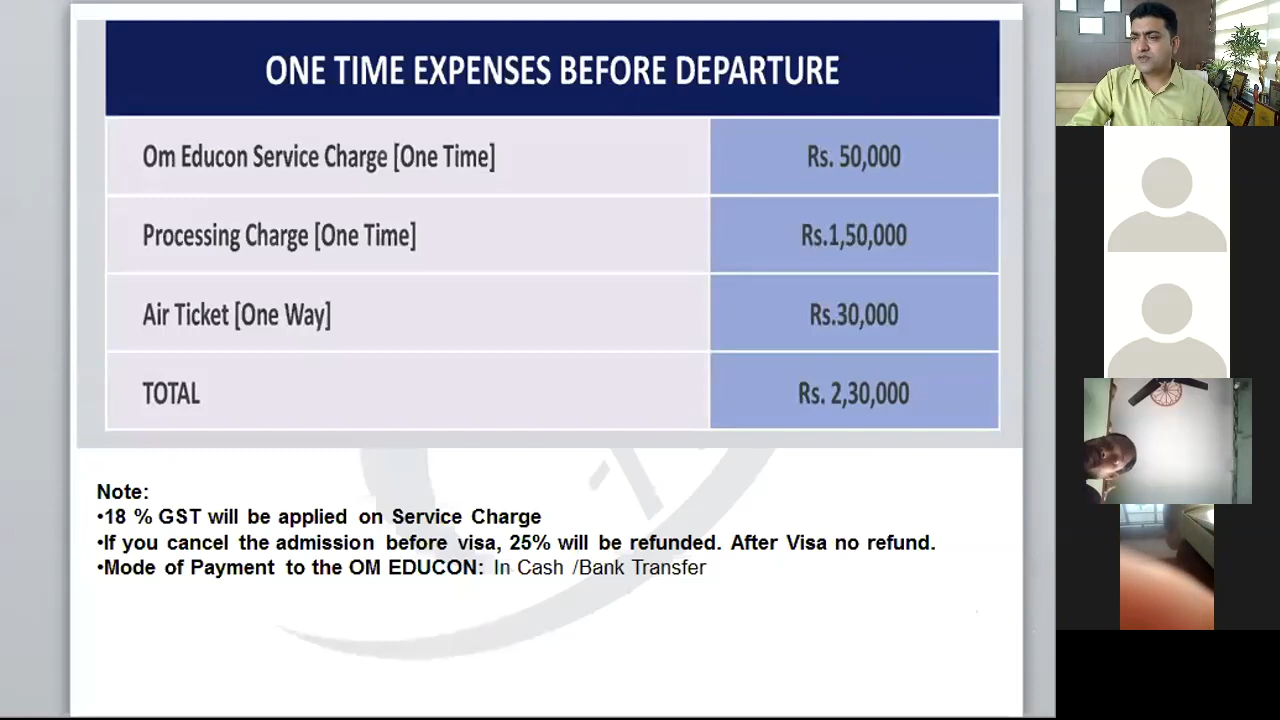 ONE TIME EXPENSES BEFORE DEPARTURE
Om Educon Service Charge [One Time] Rs. 50,000
Processing Charge [One Time] Rs.1,50,000
Air Ticket [One Way] Rs.30,000
TOTAL Rs. 2,30,000
Note:
•18 % GST will be applied on Service Charge
•If you cancel the admission before visa, 25% will be refunded. After Visa no refund.
•Mode of Payment to the OM EDUCON: In Cash /Bank Transfer